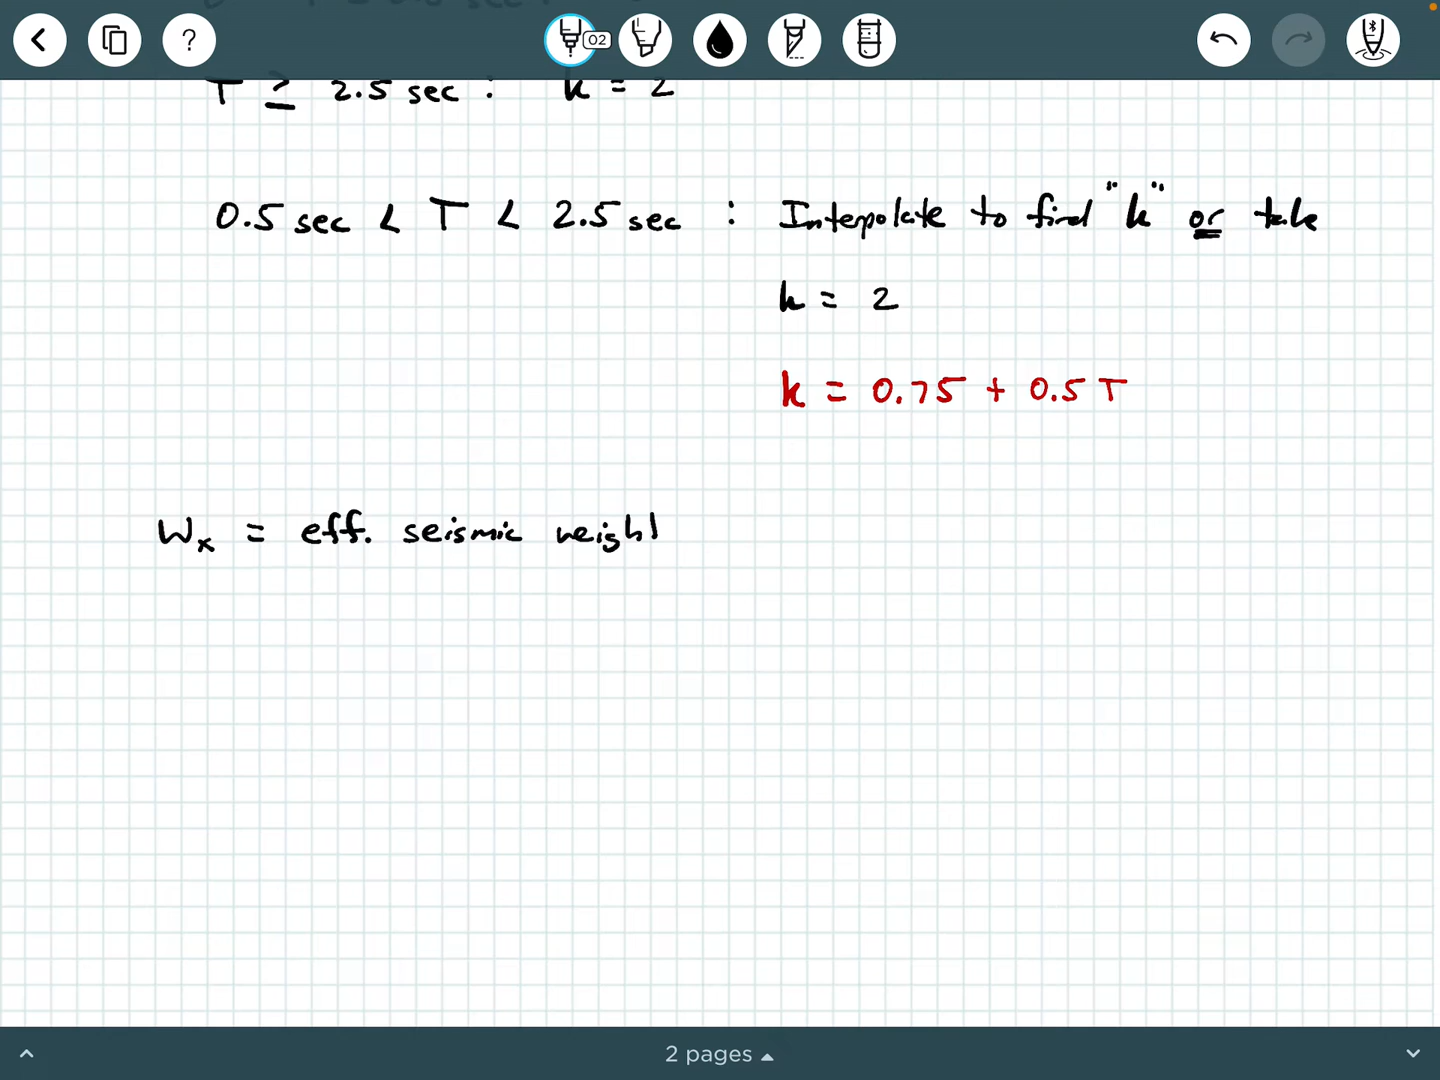 02
T ≥ 2.5 sec : k = 2
0.5 sec < T < 2.5 sec : Interpolate to find "k" or take
k = 2
k = 0.75 + 0.5 T
Wx = eff. seismic weight
2 pages